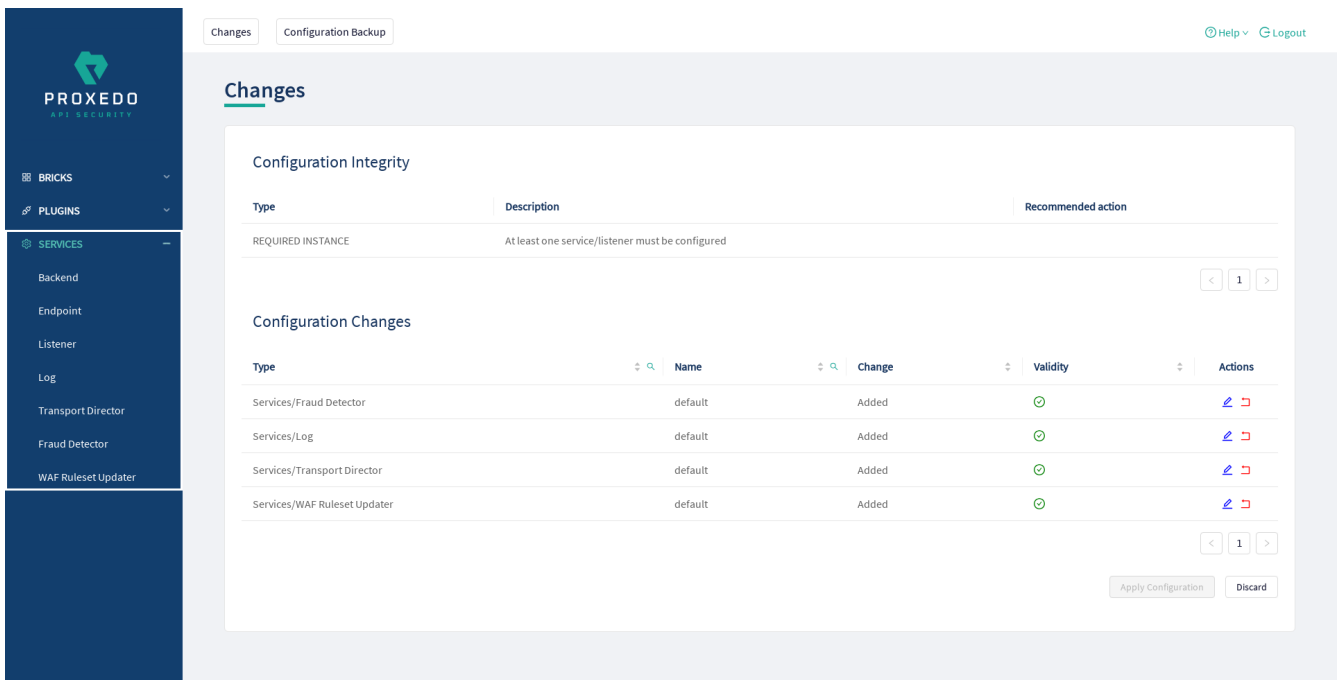 Changes Configuration Backup Help Logout
PROXEDO
API SECURITY
BRICKS
PLUGINS
SERVICES
Backend
Endpoint
Listener
Log
Transport Director
Fraud Detector
WAF Ruleset Updater
Changes
Configuration Integrity
Type Description Recommended action
REQUIRED INSTANCE At least one service/listener must be configured
< 1 >
Configuration Changes
Type Name Change Validity Actions
Services/Fraud Detector default Added
Services/Log default Added
Services/Transport Director default Added
Services/WAF Ruleset Updater default Added
< 1 >
Apply Configuration Discard